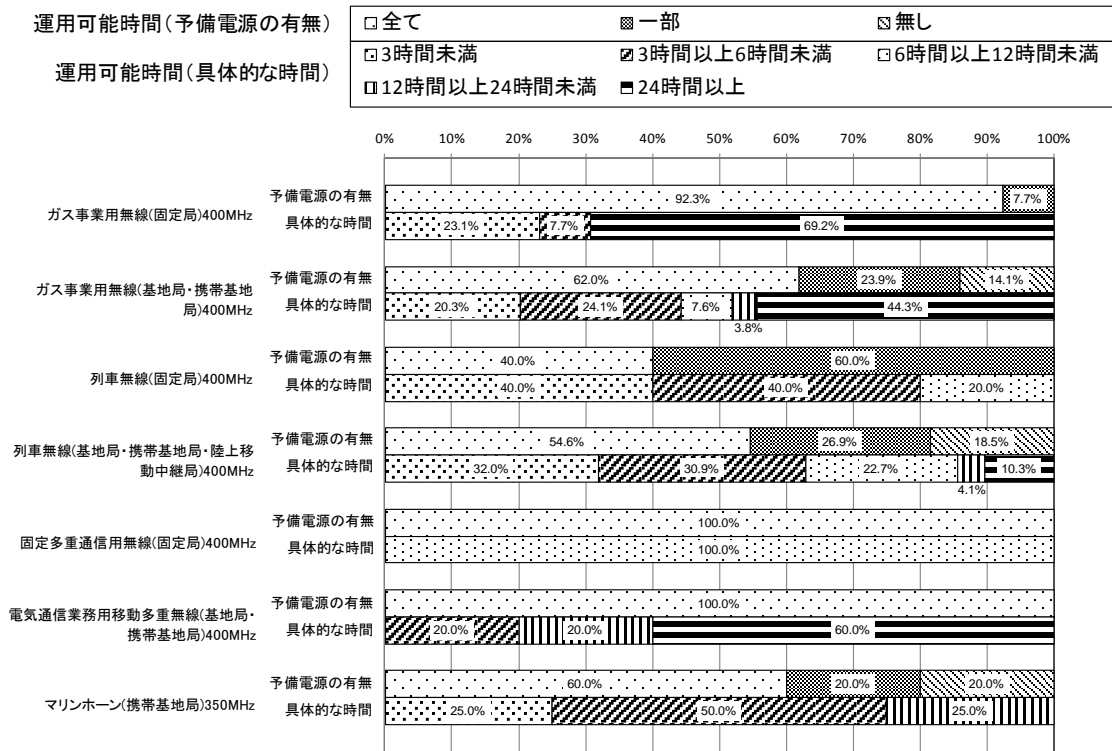 運用可能時間(予備電源の有無)
全て 一部 無し
運用可能時間(具体的な時間)
3時間未満 3時間以上6時間未満 6時間以上12時間未満
12時間以上24時間未満 24時間以上
0% 10% 20% 30% 40% 50% 60% 70% 80% 90% 100%
ガス事業用無線(固定局)400MHz
予備電源の有無
92.3% 7.7%
具体的な時間
23.1% 7.7% 69.2%
ガス事業用無線(基地局・携帯基地
局)400MHz
予備電源の有無
62.0% 23.9% 14.1%
具体的な時間
20.3% 24.1% 7.6% 3.8% 44.3%
列車無線(固定局)400MHz
予備電源の有無
40.0% 60.0%
具体的な時間
40.0% 40.0% 20.0%
列車無線(基地局・携帯基地局・陸上移
動中継局)400MHz
予備電源の有無
54.6% 26.9% 18.5%
具体的な時間
32.0% 30.9% 22.7% 4.1% 10.3%
固定多重通信用無線(固定局)400MHz
予備電源の有無
100.0%
具体的な時間
100.0%
電気通信業務用移動多重無線(基地局・
携帯基地局)400MHz
予備電源の有無
100.0%
具体的な時間
20.0% 20.0% 60.0%
マリンホーン(携帯基地局)350MHz
予備電源の有無
60.0% 20.0% 20.0%
具体的な時間
25.0% 50.0% 25.0%